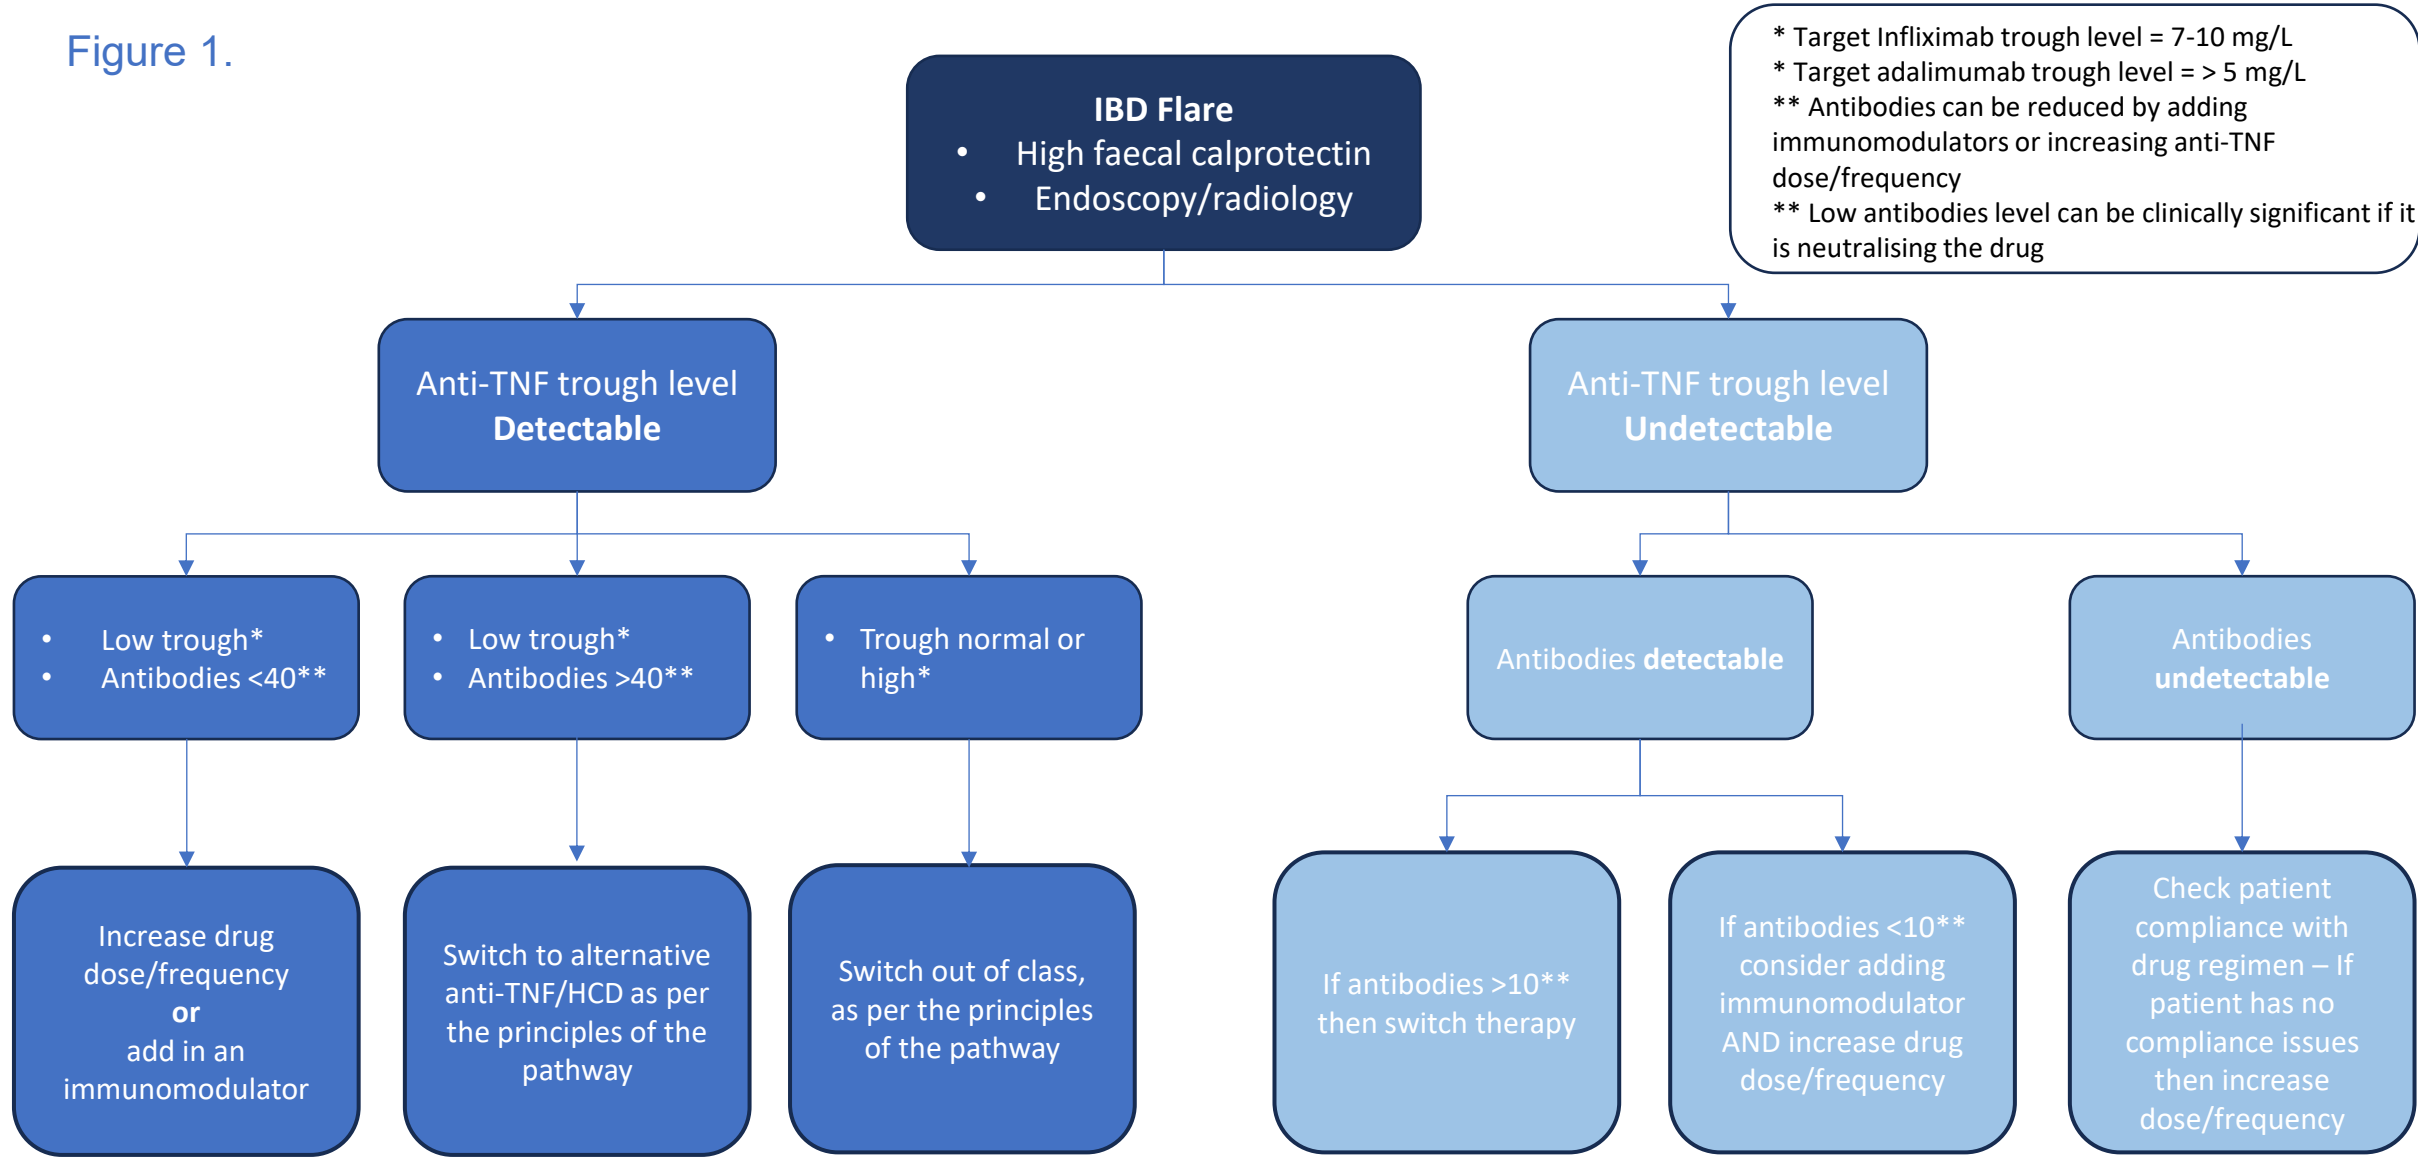 Figure 1.
* Target Infliximab trough level = 7-10 mg/L
* Target adalimumab trough level = > 5 mg/L
** Antibodies can be reduced by adding
immunomodulators or increasing anti-TNF
dose/frequency
** Low antibodies level can be clinically significant if it
is neutralising the drug
IBD Flare
• High faecal calprotectin
• Endoscopy/radiology
Anti-TNF trough level
Detectable
Anti-TNF trough level
Undetectable
• Low trough*
• Antibodies <40**
• Low trough*
• Antibodies >40**
• Trough normal or
high*
Antibodies detectable
Antibodies
undetectable
Increase drug
dose/frequency
or
add in an
immunomodulator
Switch to alternative
anti-TNF/HCD as per
the principles of the
pathway
Switch out of class,
as per the principles
of the pathway
If antibodies >10**
then switch therapy
If antibodies <10**
consider adding
immunomodulator
AND increase drug
dose/frequency
Check patient
compliance with
drug regimen – If
patient has no
compliance issues
then increase
dose/frequency